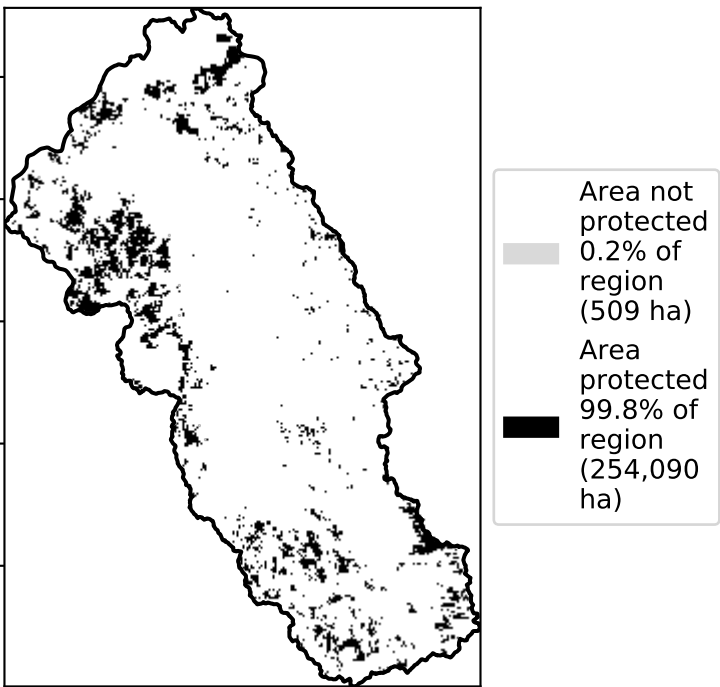 Area not
protected
0.2% of
region
(509 ha)
Area
protected
99.8% of
region
(254,090
ha)